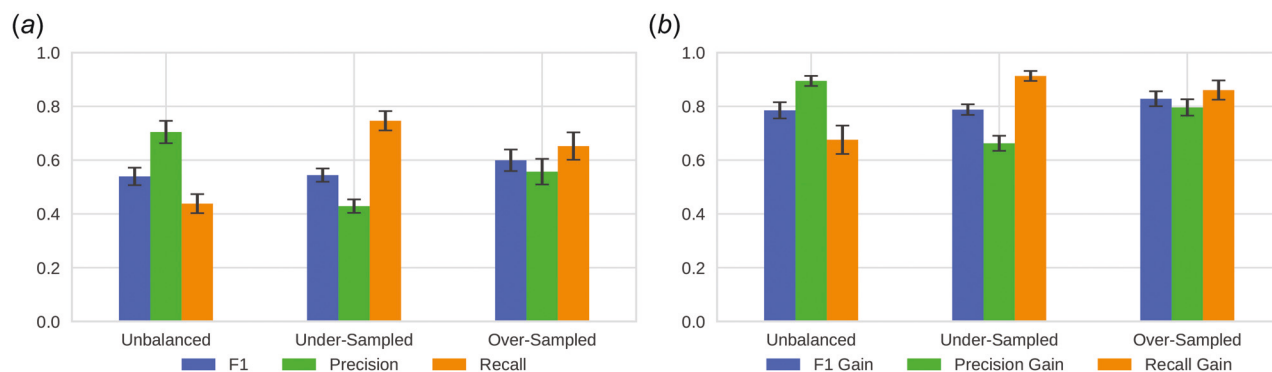 (a)
1.0
0.8
0.6
0.4
0.2
0.0
Unbalanced Under-Sampled Over-Sampled
F1 Precision Recall
(b)
1.0
0.8
0.6
0.4
0.2
0.0
Unbalanced Under-Sampled Over-Sampled
F1 Gain Precision Gain Recall Gain